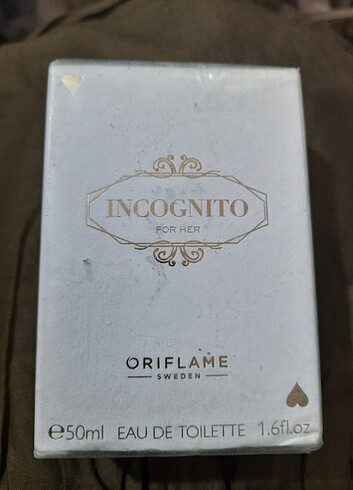 INCOGNITO
FOR HER
ORIFLAME
SWEDEN
℮50ml EAU DE TOILETTE 1.6fl.oz